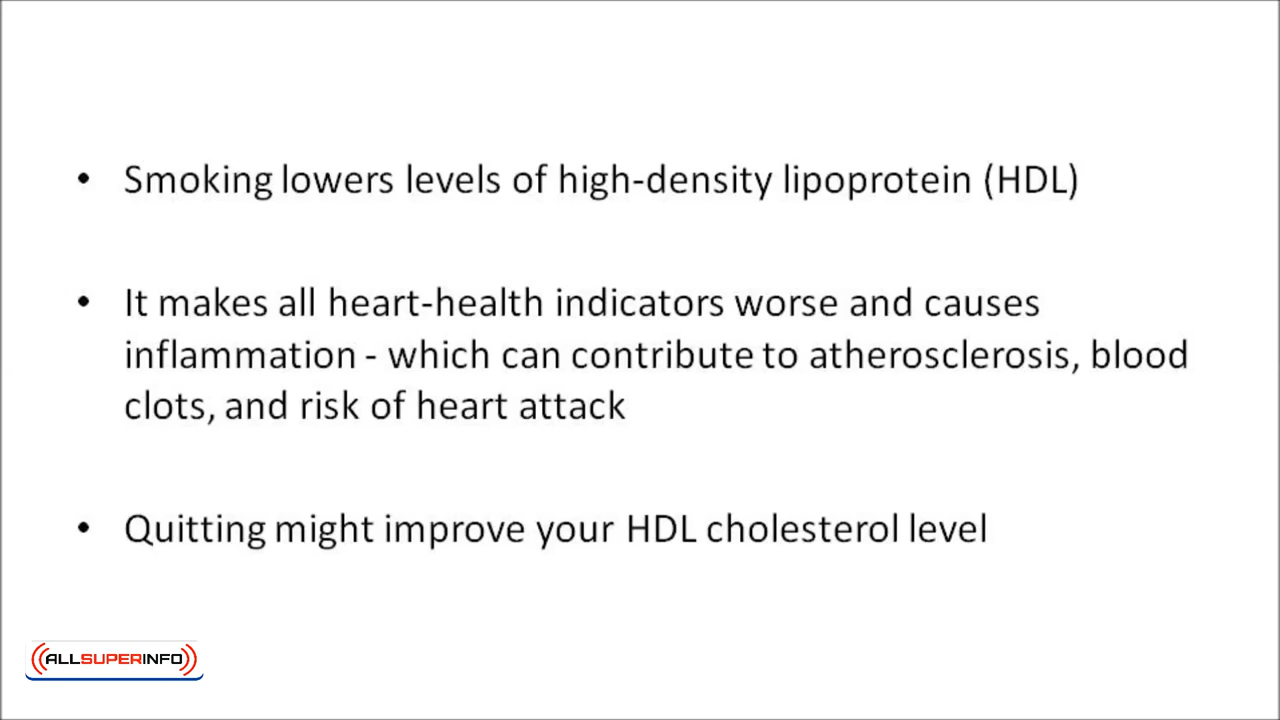 • Smoking lowers levels of high-density lipoprotein (HDL)
• It makes all heart-health indicators worse and causes
inflammation - which can contribute to atherosclerosis, blood
clots, and risk of heart attack
• Quitting might improve your HDL cholesterol level
ALLSUPERINFO